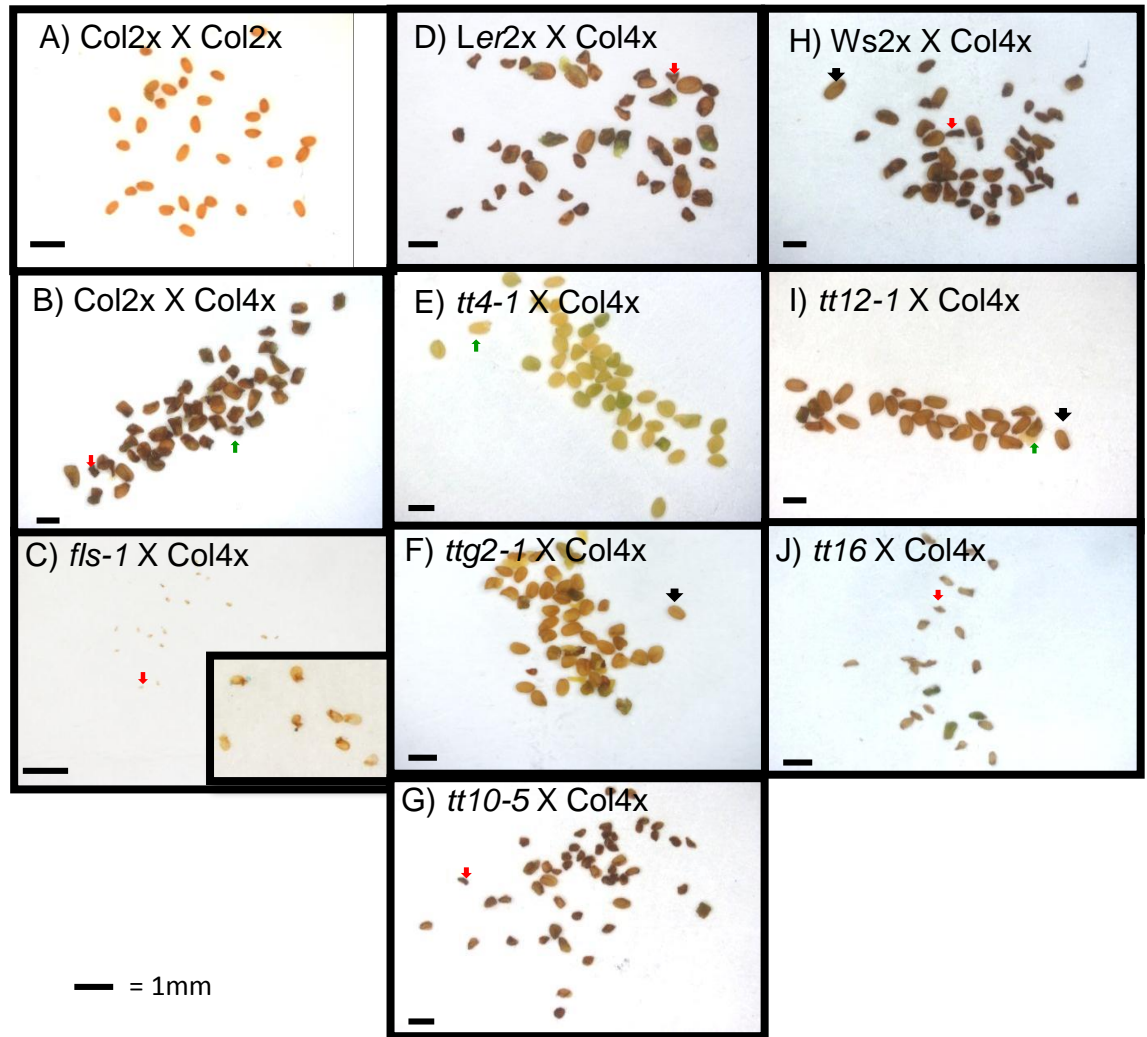 A) Col2x X Col2x
D) Ler2x X Col4x
H) Ws2x X Col4x
B) Col2x X Col4x
E) tt4-1 X Col4x
I) tt12-1 X Col4x
C) fls-1 X Col4x
F) ttg2-1 X Col4x
J) tt16 X Col4x
G) tt10-5 X Col4x
= 1mm